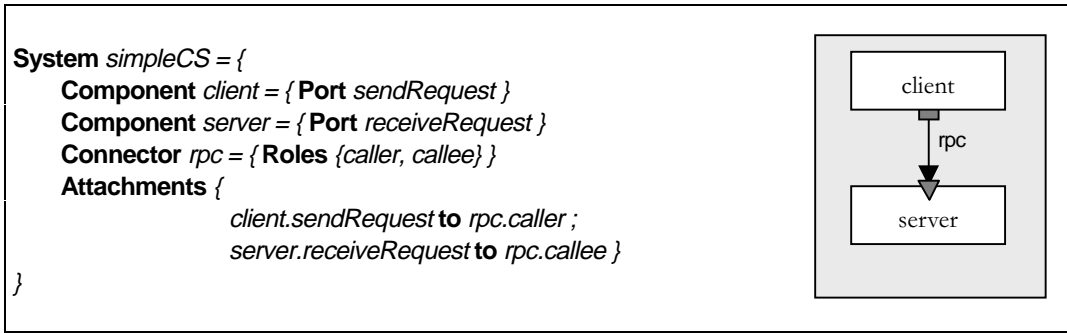 System simpleCS = {
Component client = { Port sendRequest }
Component server = { Port receiveRequest }
Connector rpc = { Roles {caller, callee} }
Attachments {
client.sendRequest to rpc.caller ;
server.receiveRequest to rpc.callee }
}
client
rpc
server